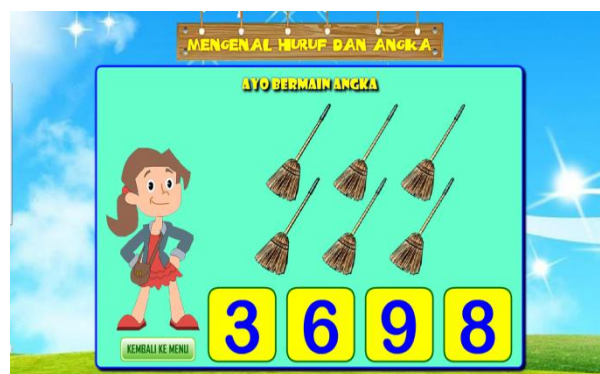 MENGENAL HURUF DAN ANGKA
AYO BERMAIN ANGKA
3 6 9 8
KEMBALI KE MENU